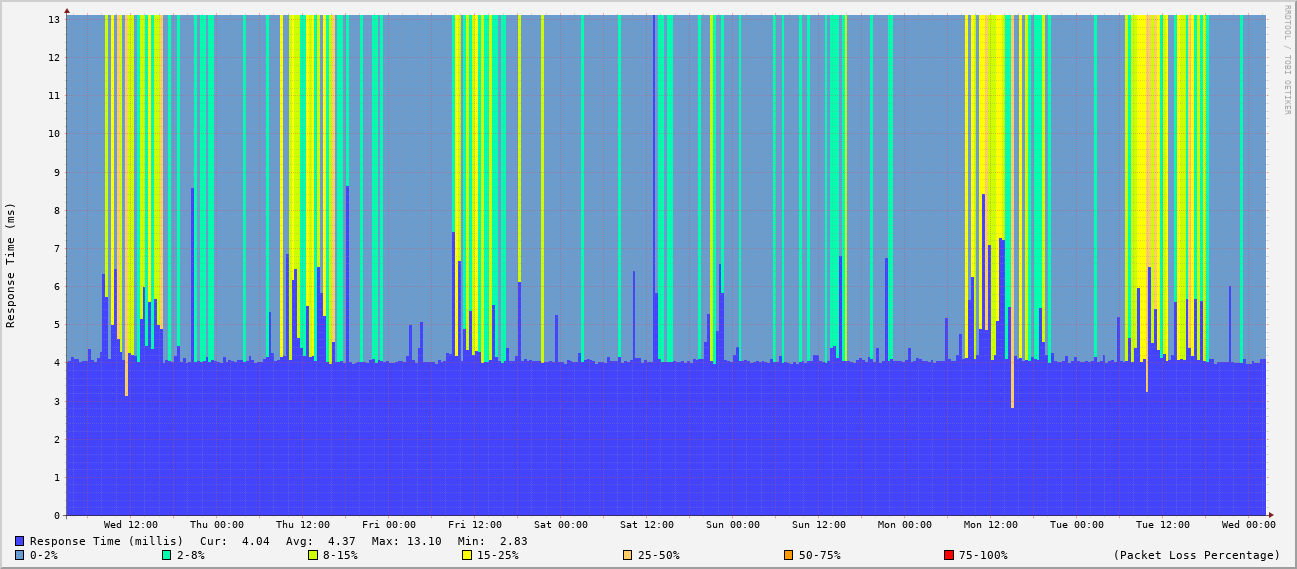 RRDTOOL / TOBI OETIKER
Response Time (ms)
13
12
11
10
9
8
7
6
5
4
3
2
1
0
Wed 12:00 Thu 00:00 Thu 12:00 Fri 00:00 Fri 12:00 Sat 00:00 Sat 12:00 Sun 00:00 Sun 12:00 Mon 00:00 Mon 12:00 Tue 00:00 Tue 12:00 Wed 00:00
Response Time (millis) Cur: 4.04 Avg: 4.37 Max: 13.10 Min: 2.83
0-2% 2-8% 8-15% 15-25% 25-50% 50-75% 75-100% (Packet Loss Percentage)